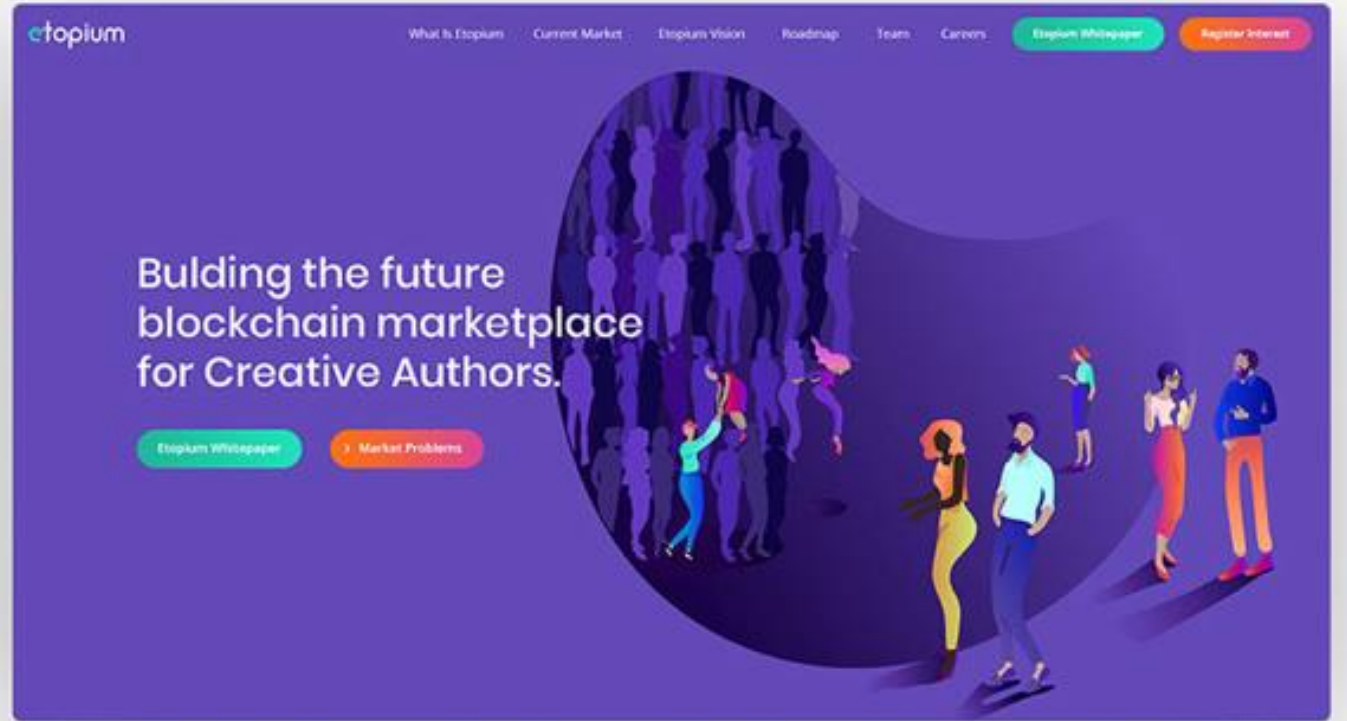 etopium
What Is Etopium
Current Market
Etopium Vision
Roadmap
Team
Careers
Etopium Whitepaper
Register Interest
Bulding the future
blockchain marketplace
for Creative Authors.
Etopium Whitepaper
> Market Problems